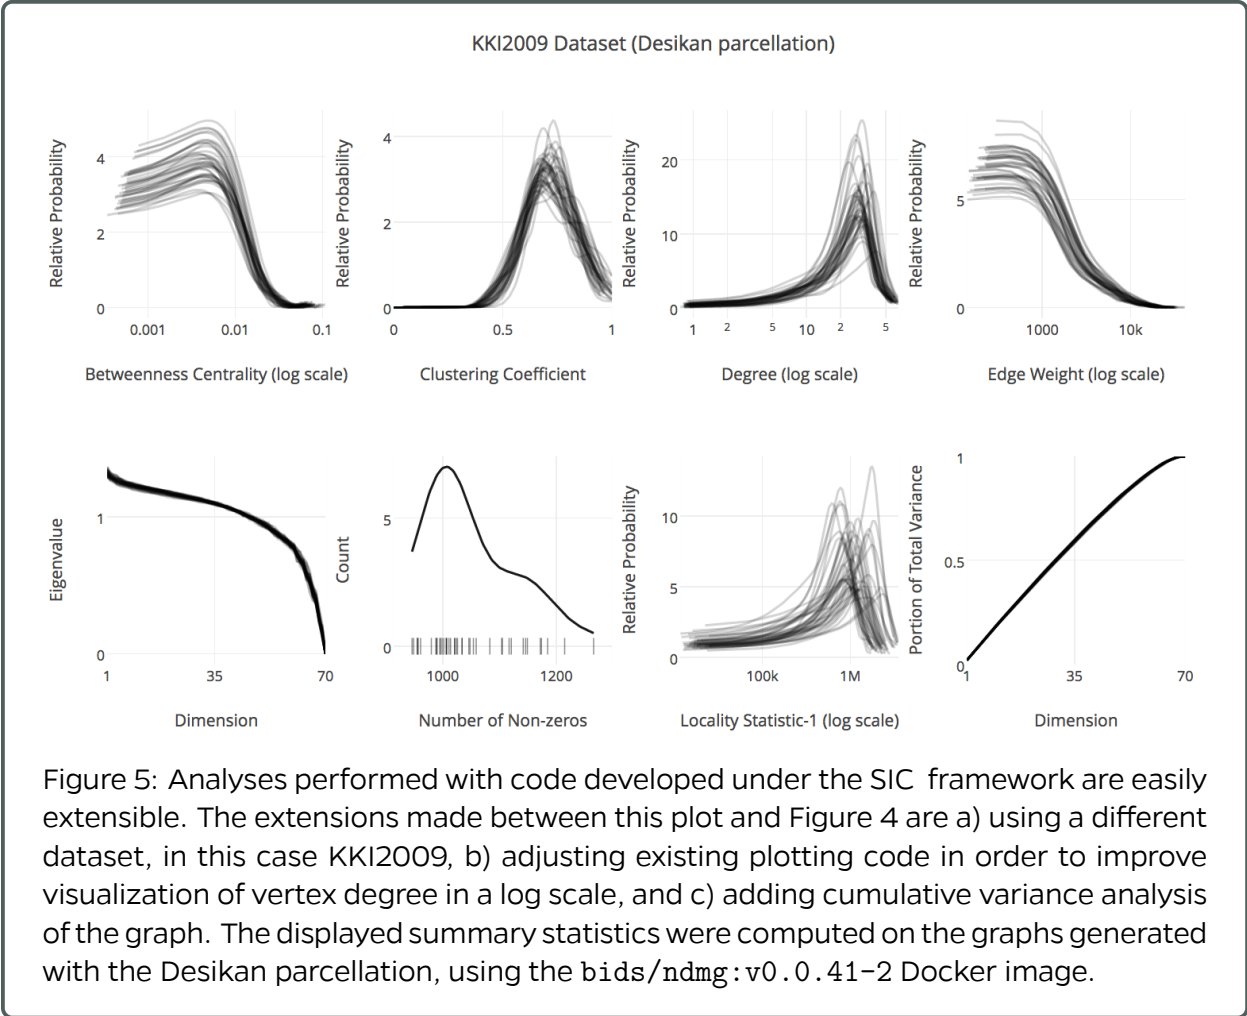 KKI2009 Dataset (Desikan parcellation)
Relative Probability
4
2
0
0.001
0.01
0.1
Betweenness Centrality (log scale)
Relative Probability
4
2
0
0
0.5
1
Clustering Coefficient
Relative Probability
20
10
0
1
2
5
10
2
5
Degree (log scale)
Relative Probability
5
0
1000
10k
Edge Weight (log scale)
Eigenvalue
1
0
1
35
70
Dimension
Count
5
0
1000
1200
Number of Non-zeros
Relative Probability
10
5
0
100k
1M
Locality Statistic-1 (log scale)
Portion of Total Variance
1
0.5
0
1
35
70
Dimension
Figure 5: Analyses performed with code developed under the SIC framework are easily
extensible. The extensions made between this plot and Figure 4 are a) using a different
dataset, in this case KKI2009, b) adjusting existing plotting code in order to improve
visualization of vertex degree in a log scale, and c) adding cumulative variance analysis
of the graph. The displayed summary statistics were computed on the graphs generated
with the Desikan parcellation, using the bids/ndmg:v0.0.41-2 Docker image.